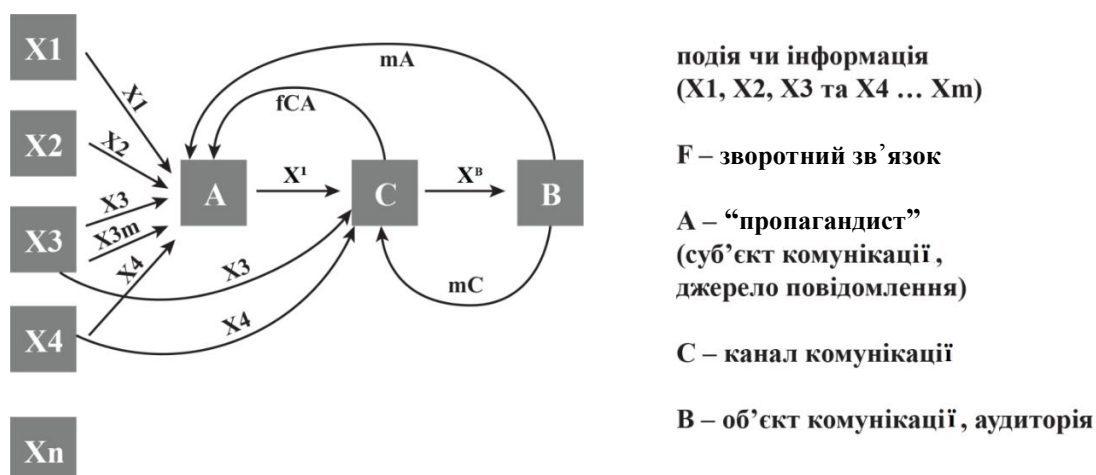 X1
X2
X3
X4
Xn
X1
X2
X3
X3m
X4
X3
X4
A
X¹
C
Xᴮ
B
mA
fCA
mC
подія чи інформація
(X1, X2, X3 та X4 ... Xm)
F – зворотний зв’язок
A – “пропагандист”
(суб’єкт комунікації,
джерело повідомлення)
C – канал комунікації
B – об’єкт комунікації, аудиторія